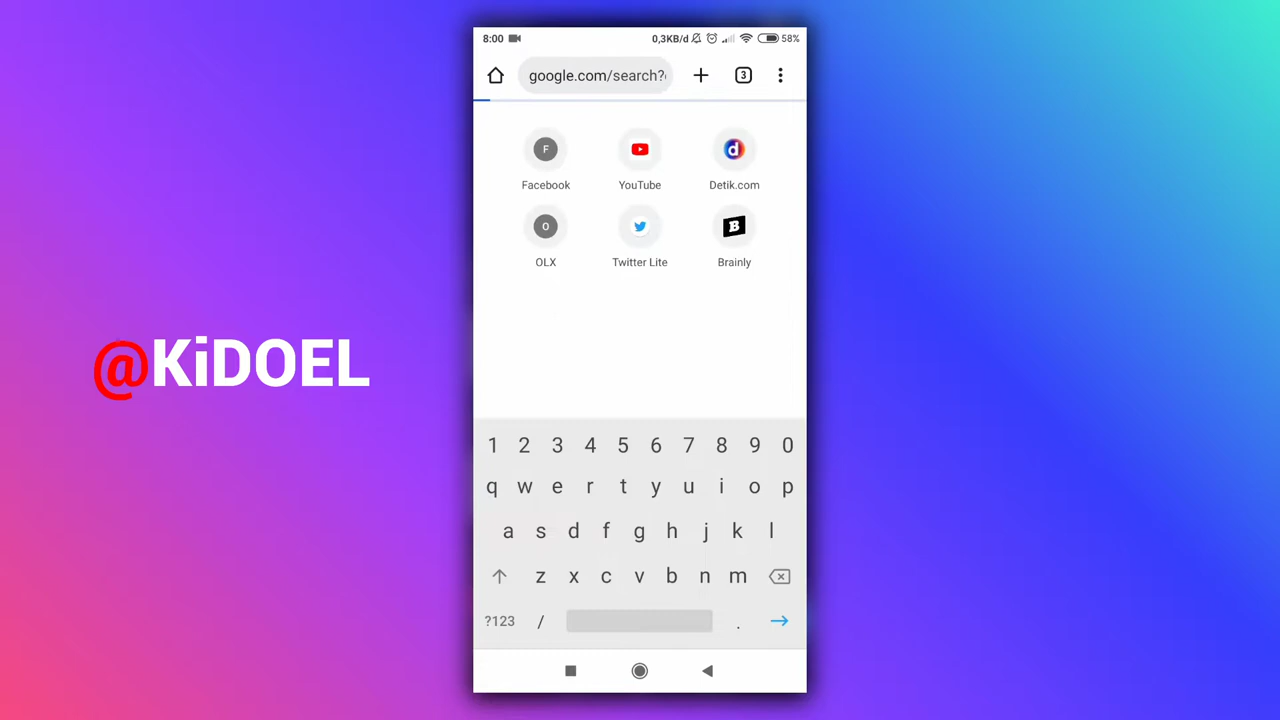 8:00
0,3KB/d
58%
google.com/search?
3
F
d
Facebook
YouTube
Detik.com
O
B
OLX
Twitter Lite
Brainly
@KiDOEL
1 2 3 4 5 6 7 8 9 0
q w e r t y u i o p
a s d f g h j k l
z x c v b n m
?123 / .